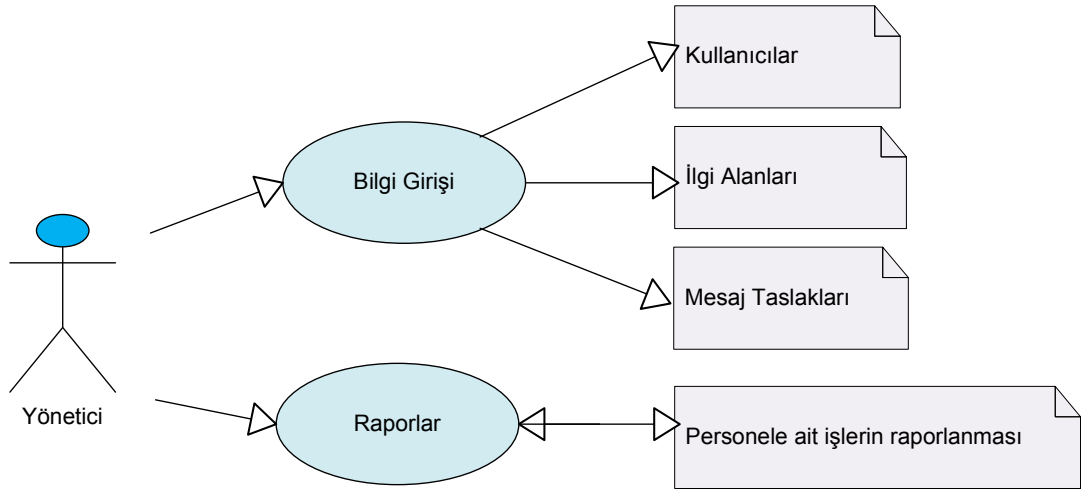 Kullanıcılar
Bilgi Girişi
İlgi Alanları
Mesaj Taslakları
Yönetici
Raporlar
Personele ait işlerin raporlanması